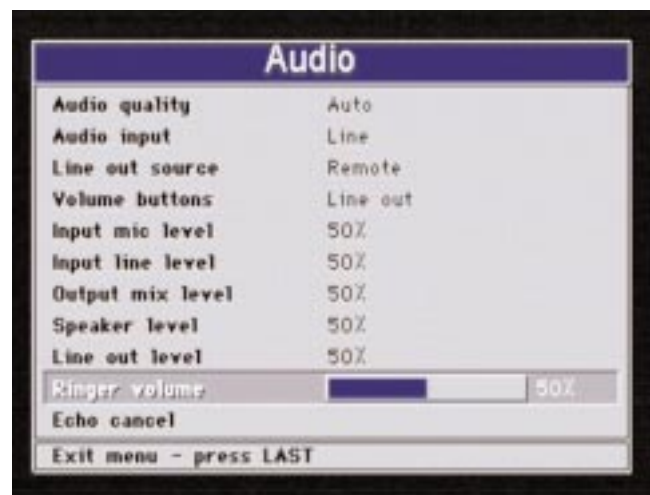 Audio
Audio quality Auto
Audio input Line
Line out source Remote
Volume buttons Line out
Input mic level 50%
Input line level 50%
Output mix level 50%
Speaker level 50%
Line out level 50%
Ringer volume 50%
Echo cancel
Exit menu - press LAST